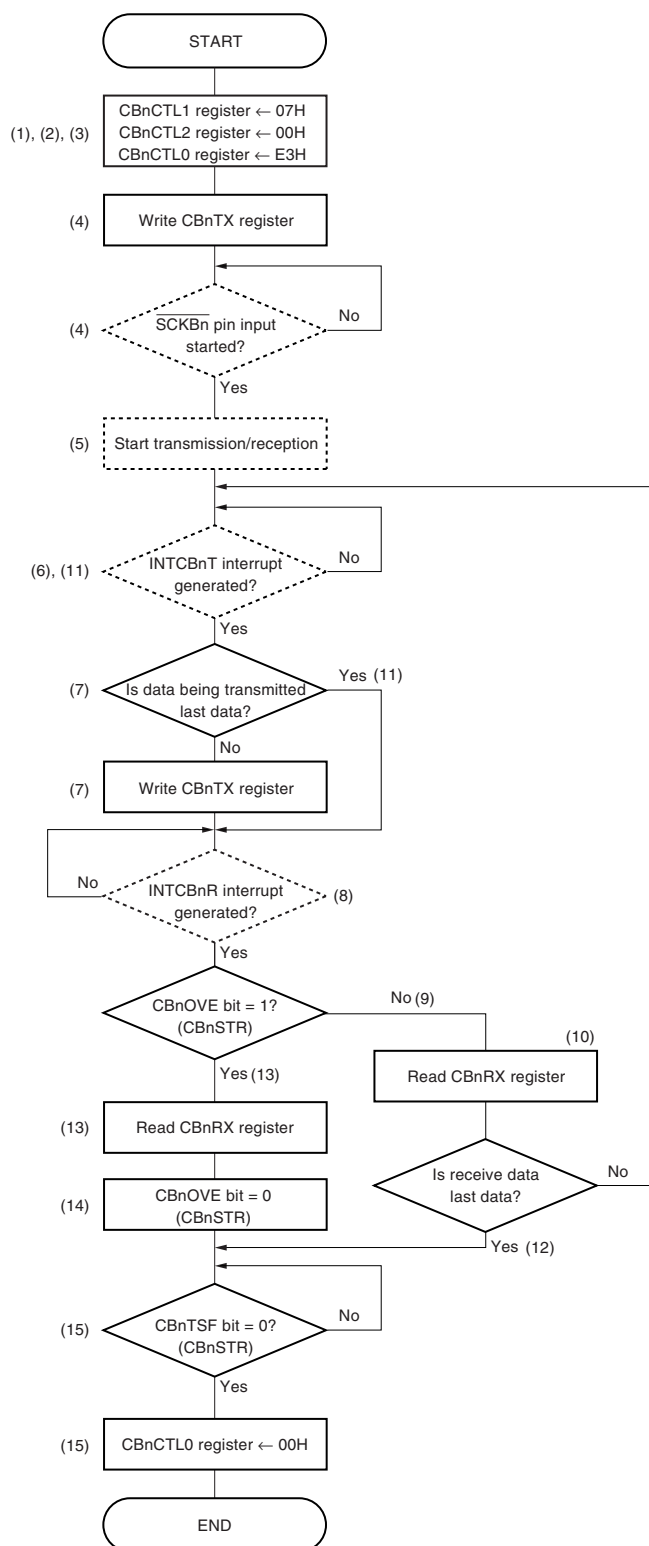 START
CBnCTL1 register ← 07H
(1), (2), (3)
CBnCTL2 register ← 00H
CBnCTL0 register ← E3H
(4)
Write CBnTX register
(4)
SCKBn pin input
started?
No
Yes
(5)
Start transmission/reception
(6), (11)
INTCBnT interrupt
generated?
No
Yes
(7)
Is data being transmitted
last data?
Yes (11)
No
(7)
Write CBnTX register
No
INTCBnR interrupt
generated?
(8)
Yes
CBnOVE bit = 1?
(CBnSTR)
No (9)
Yes (13)
(10)
Read CBnRX register
(13)
Read CBnRX register
Is receive data
last data?
No
(14)
CBnOVE bit = 0
(CBnSTR)
Yes (12)
(15)
CBnTSF bit = 0?
(CBnSTR)
No
Yes
(15)
CBnCTL0 register ← 00H
END